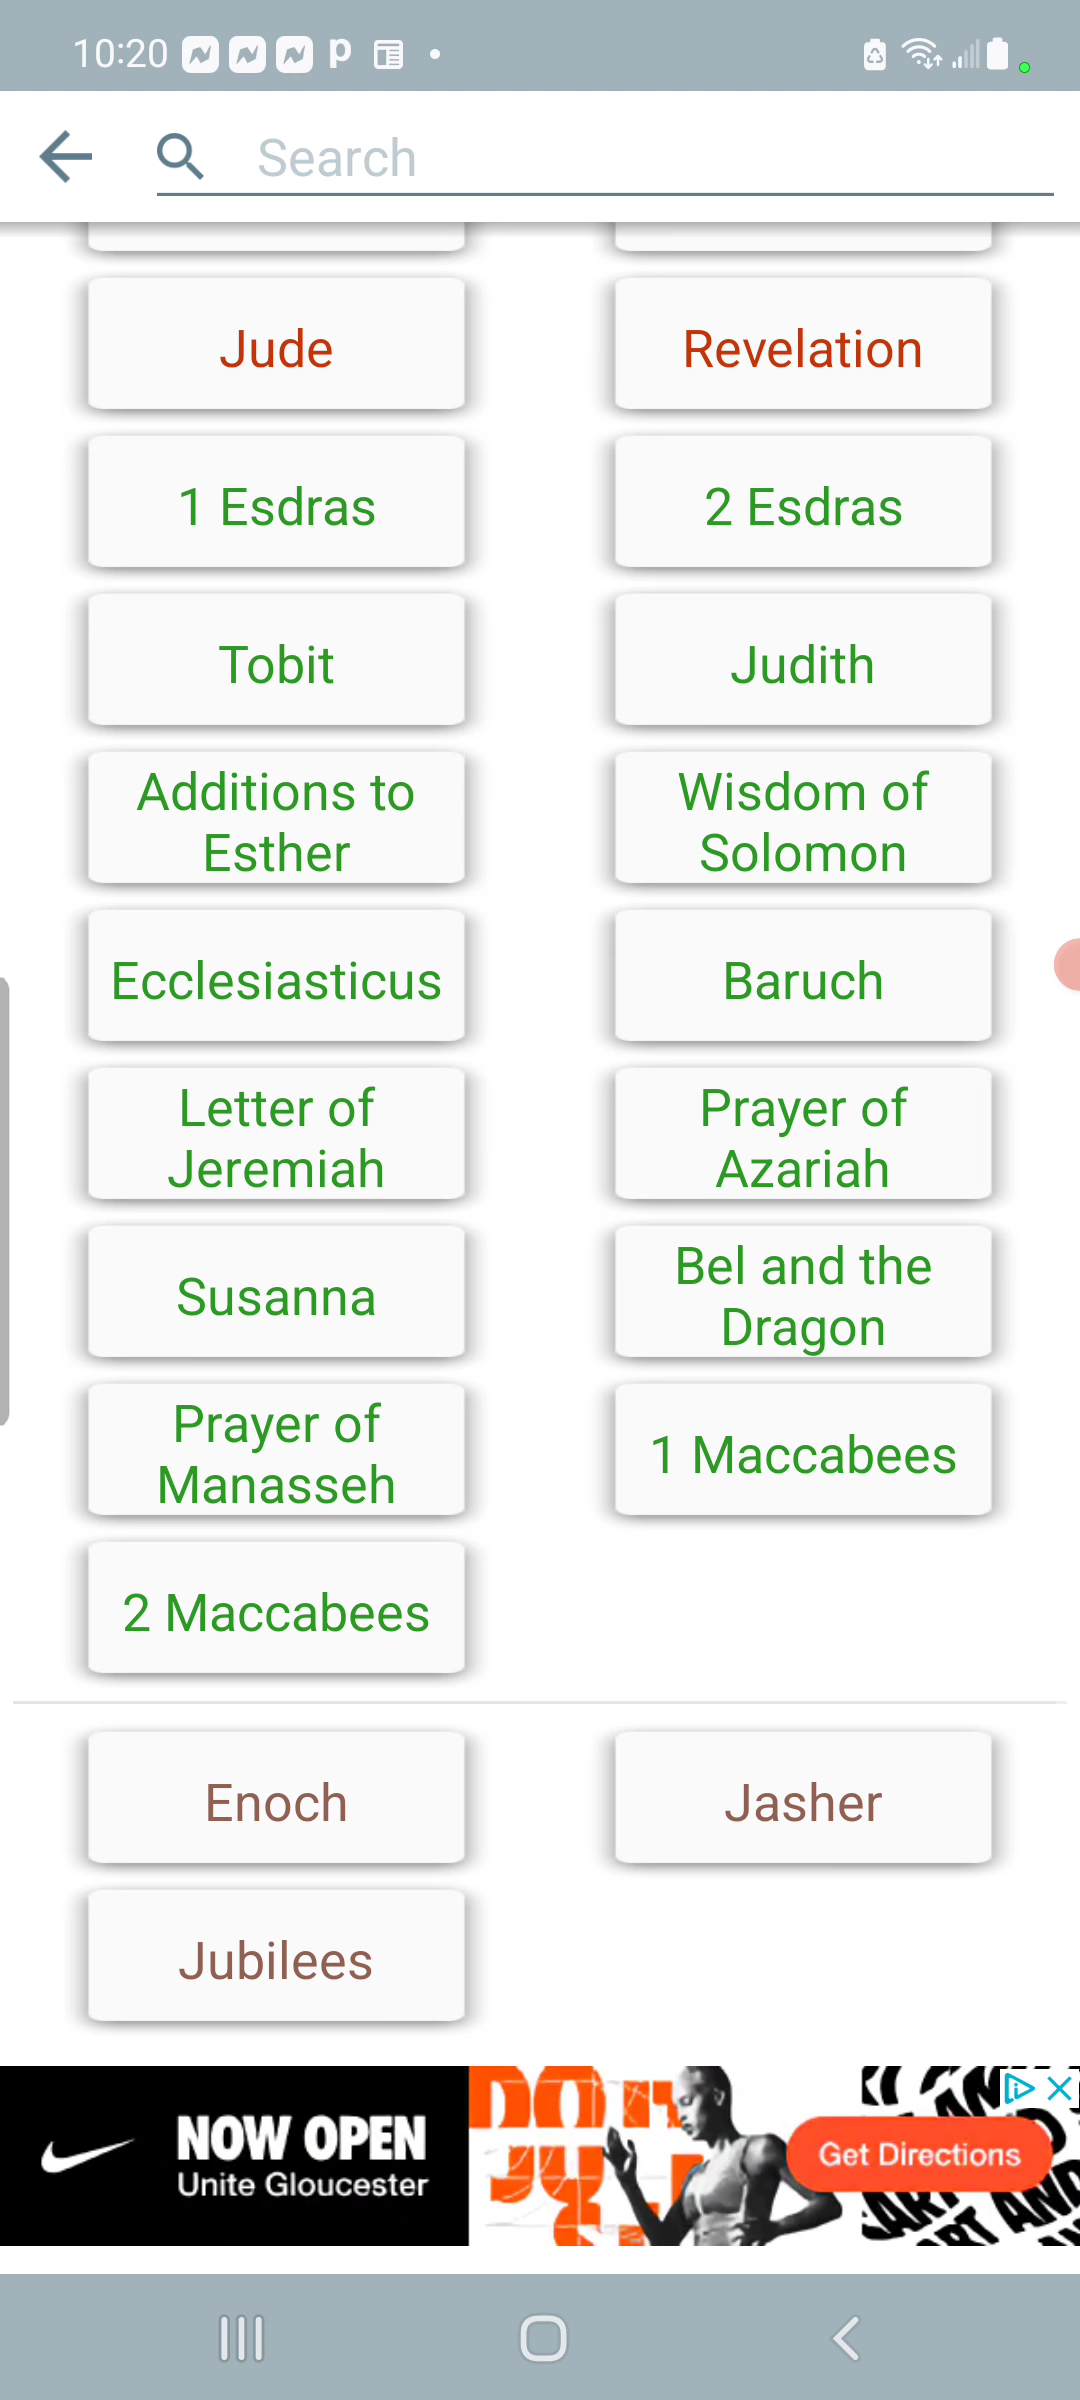 10:20
Search
Jude
Revelation
1 Esdras
2 Esdras
Tobit
Judith
Additions to
Esther
Wisdom of
Solomon
Ecclesiasticus
Baruch
Letter of
Jeremiah
Prayer of
Azariah
Susanna
Bel and the
Dragon
Prayer of
Manasseh
1 Maccabees
2 Maccabees
Enoch
Jasher
Jubilees
NOW OPEN
Unite Gloucester
Get Directions